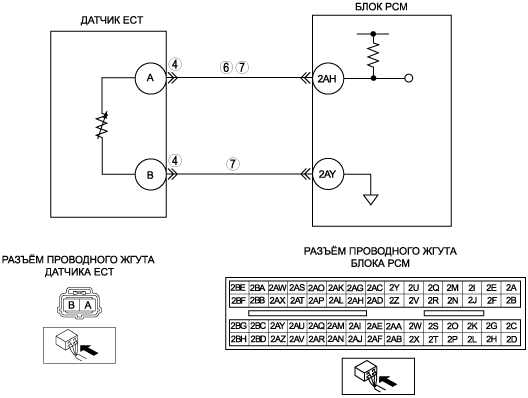 ДАТЧИК ECT
БЛОК PCM
4
6 7
A
2AH
4
7
B
2AY
РАЗЪЁМ ПРОВОДНОГО ЖГУТА
ДАТЧИКА ECT
B A
РАЗЪЁМ ПРОВОДНОГО ЖГУТА
БЛОКА PCM
2BE 2BA 2AW 2AS 2AO 2AK 2AG 2AC 2Y 2U 2Q 2M 2I 2E 2A
2BF 2BB 2AX 2AT 2AP 2AL 2AH 2AD 2Z 2V 2R 2N 2J 2F 2B
2BG 2BC 2AY 2AU 2AQ 2AM 2AI 2AE 2AA 2W 2S 2O 2K 2G 2C
2BH 2BD 2AZ 2AV 2AR 2AN 2AJ 2AF 2AB 2X 2T 2P 2L 2H 2D